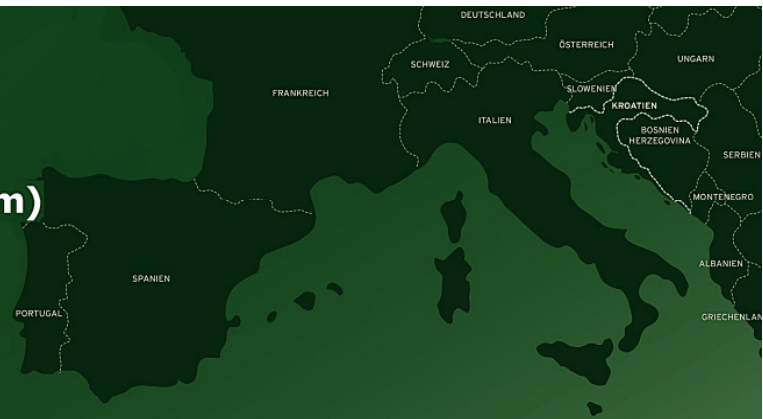 DEUTSCHLAND
ÖSTERREICH
UNGARN
SCHWEIZ
SLOWENIEN
FRANKREICH
KROATIEN
ITALIEN
BOSNIEN
HERZEGOVINA
SERBIEN
m)
MONTENEGRO
ALBANIEN
SPANIEN
PORTUGAL
GRIECHENLAN